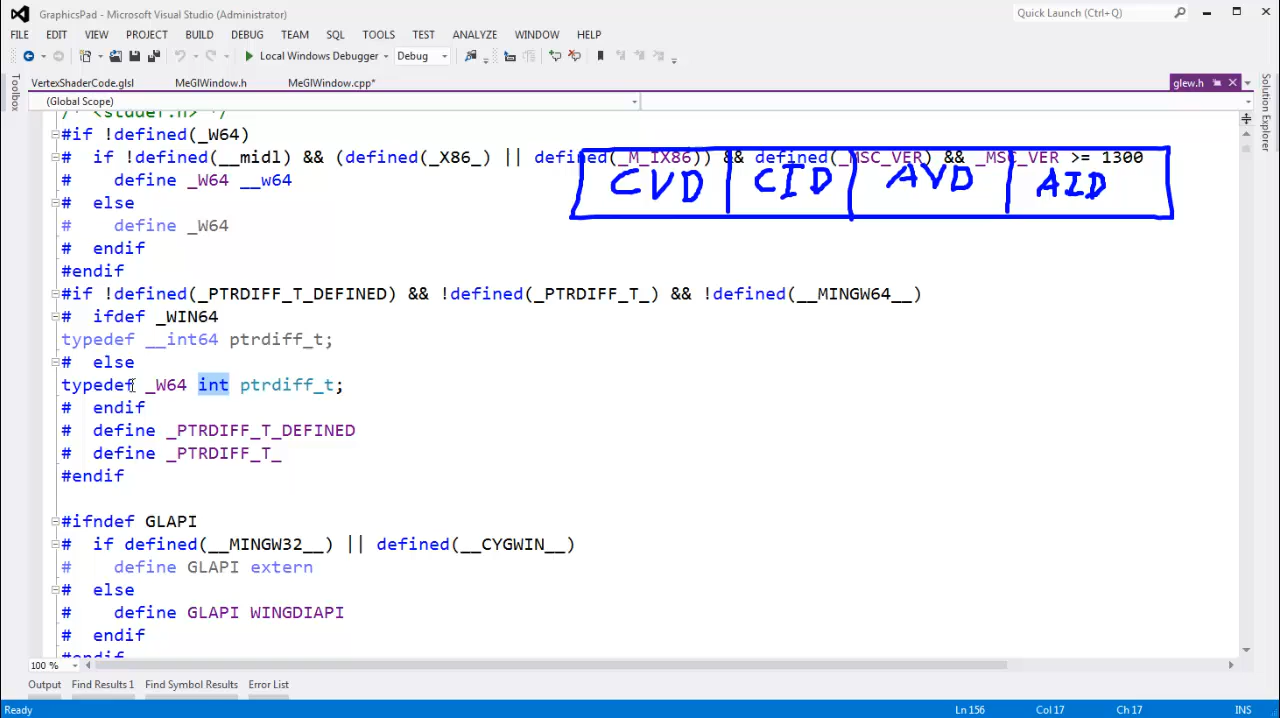 GraphicsPad - Microsoft Visual Studio (Administrator)
Quick Launch (Ctrl+Q)
FILE EDIT VIEW PROJECT BUILD DEBUG TEAM SQL TOOLS TEST ANALYZE WINDOW HELP
Local Windows Debugger Debug
VertexShaderCode.glsl MeGlWindow.h MeGlWindow.cpp* glew.h
Toolbox
Solution Explorer
(Global Scope)
/* <stddef.h> */
#if !defined(_W64)
#  if !defined(__midl) && (defined(_X86_) || defined(_M_IX86)) && defined(_MSC_VER) && _MSC_VER >= 1300
CVD CID AVD AID
#    define _W64 __w64
#  else
#    define _W64
#  endif
#endif
#if !defined(_PTRDIFF_T_DEFINED) && !defined(_PTRDIFF_T_) && !defined(__MINGW64__)
#  ifdef _WIN64
typedef __int64 ptrdiff_t;
#  else
typedef _W64 int ptrdiff_t;
#  endif
#  define _PTRDIFF_T_DEFINED
#  define _PTRDIFF_T_
#endif
#ifndef GLAPI
#  if defined(__MINGW32__) || defined(__CYGWIN__)
#    define GLAPI extern
#  else
#    define GLAPI WINGDIAPI
#  endif
#endif
100 %
Output Find Results 1 Find Symbol Results Error List
Ready Ln 156 Col 17 Ch 17 INS